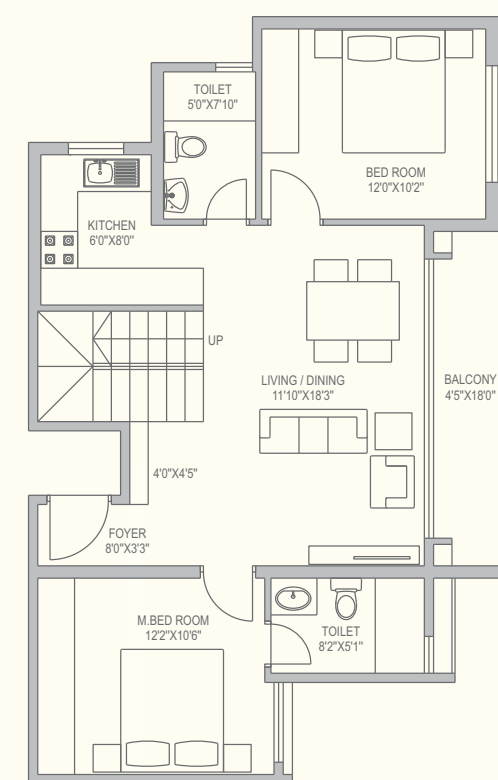 TOILET
5'0"X7'10"
BED ROOM
12'0"X10'2"
KITCHEN
6'0"X8'0"
UP
LIVING / DINING
11'10"X18'3"
BALCONY
4'5"X18'0"
4'0"X4'5"
FOYER
8'0"X3'3"
M.BED ROOM
12'2"X10'6"
TOILET
8'2"X5'1"